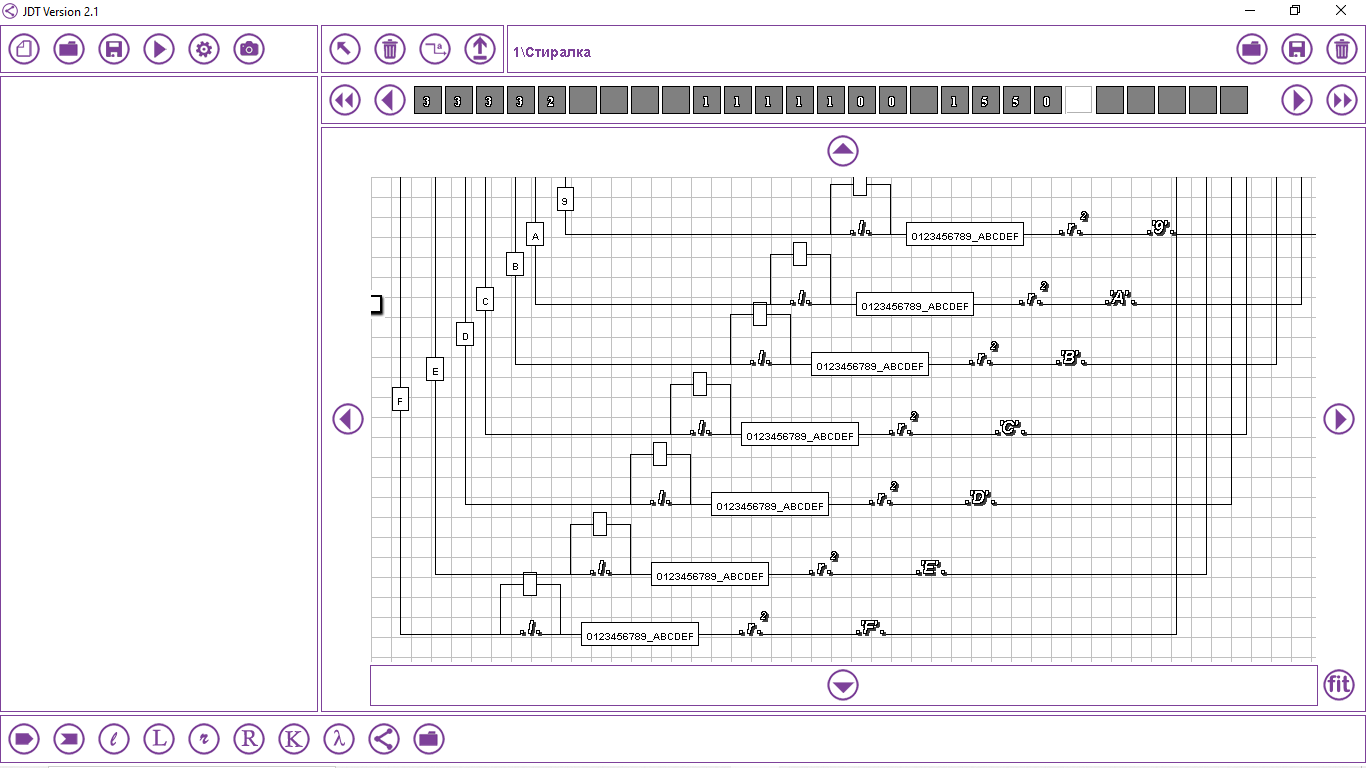 JDT Version 2.1
a
1\Стиралка
3 3 3 3 2 1 1 1 1 1 0 0 1 5 5 0
9
.l. 0123456789_ABCDEF .r.2 .'9'.
A
B
.l. 0123456789_ABCDEF .r.2 .'A'.
C
D
.l. 0123456789_ABCDEF .r.2 .'B'.
E
F
.l. 0123456789_ABCDEF .r.2 .'C'.
.l. 0123456789_ABCDEF .r.2 .'D'.
.l. 0123456789_ABCDEF .r.2 .'E'.
.l. 0123456789_ABCDEF .r.2 .'F'.
fit
l L r R K λ